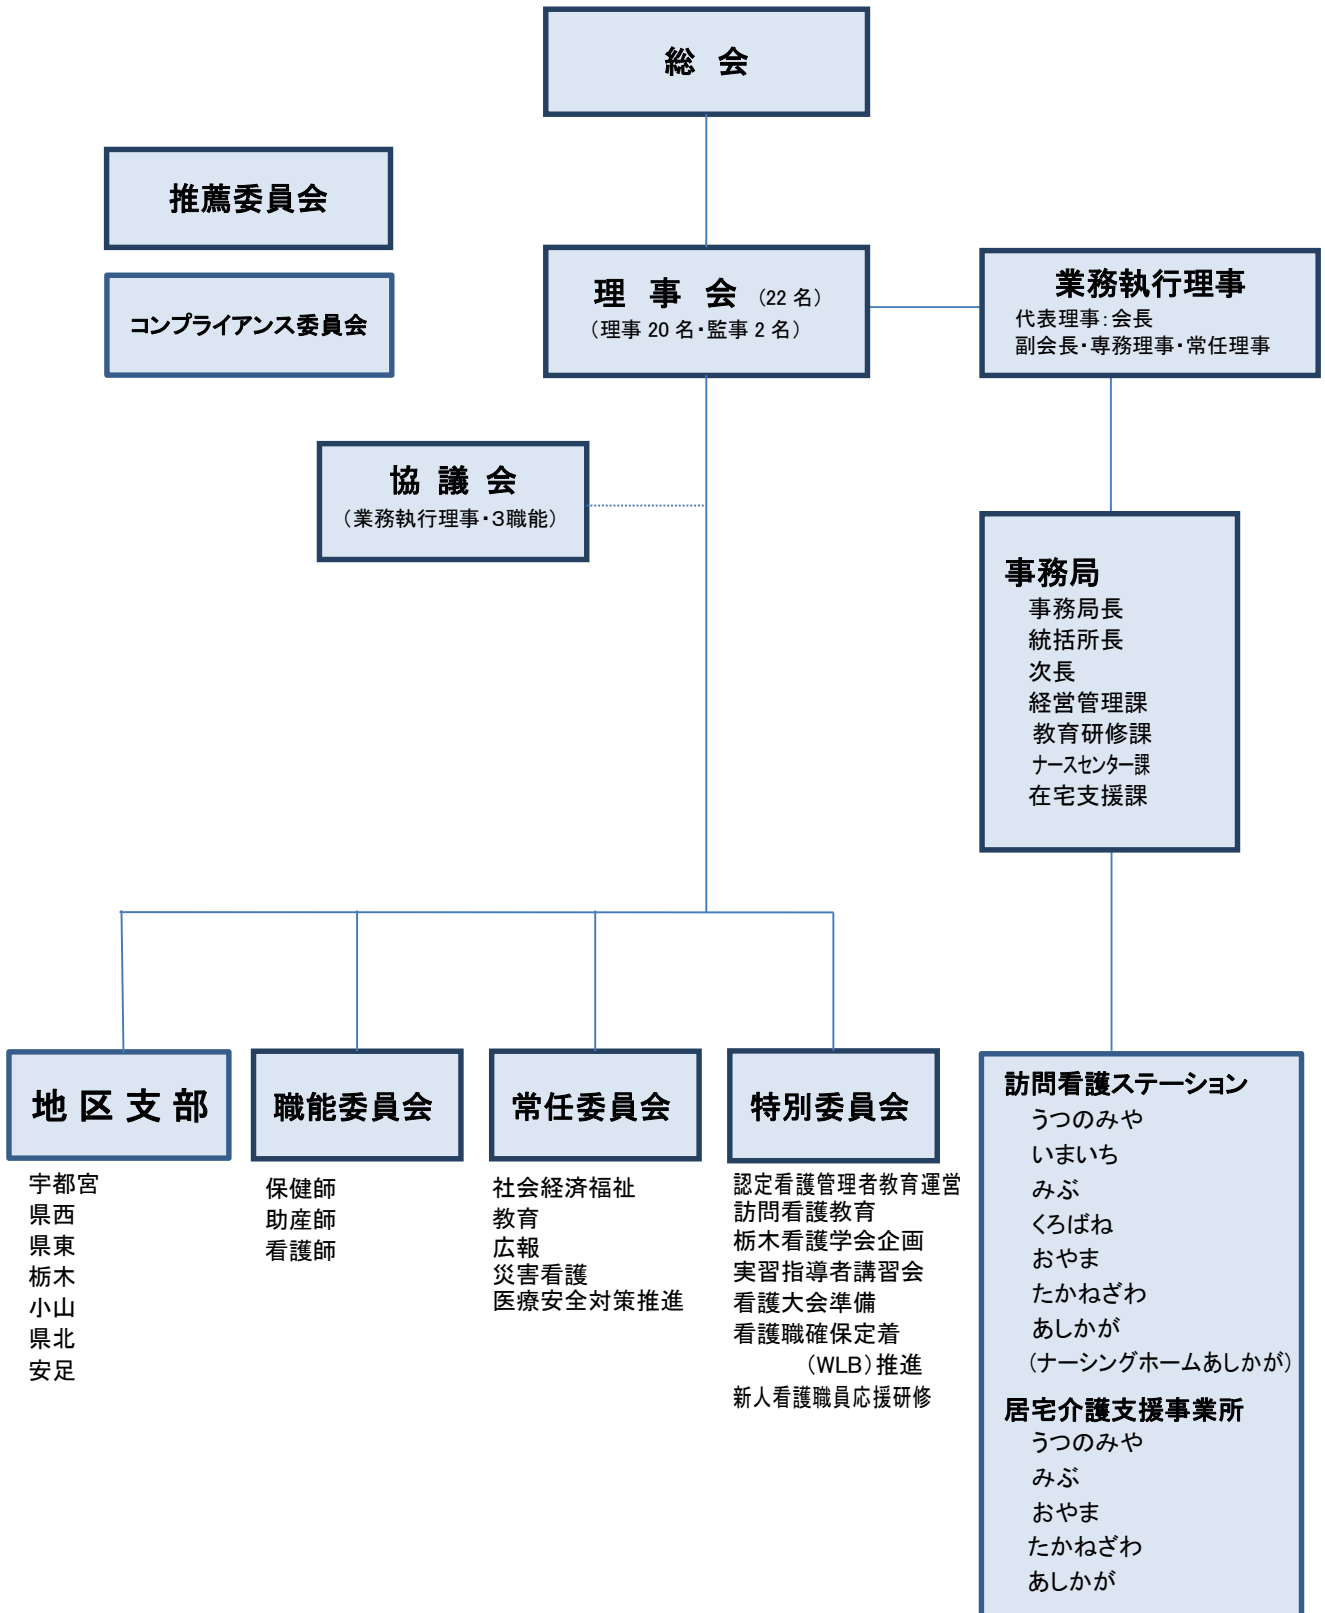 総 会
推薦委員会
コンプライアンス委員会
理 事 会 (22 名)
(理事 20 名・監事 2 名)
業務執行理事
代表理事:会長
副会長・専務理事・常任理事
協 議 会
(業務執行理事・3職能)
事務局
事務局長
統括所長
次長
経営管理課
教育研修課
ナースセンター課
在宅支援課
地 区 支 部
宇都宮
県西
県東
栃木
小山
県北
安足
職能委員会
保健師
助産師
看護師
常任委員会
社会経済福祉
教育
広報
災害看護
医療安全対策推進
特別委員会
認定看護管理者教育運営
訪問看護教育
栃木看護学会企画
実習指導者講習会
看護大会準備
看護職確保定着
(WLB)推進
新人看護職員応援研修
訪問看護ステーション
うつのみや
いまいち
みぶ
くろばね
おやま
たかねざわ
あしかが
(ナーシングホームあしかが)
居宅介護支援事業所
うつのみや
みぶ
おやま
たかねざわ
あしかが